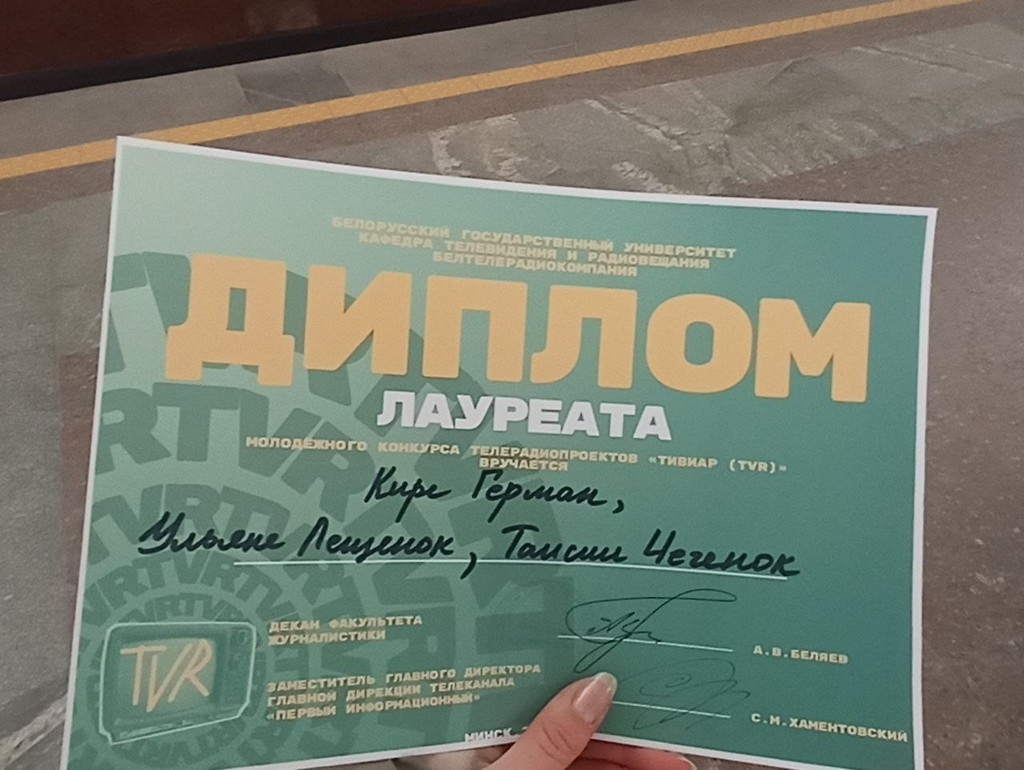 БЕЛОРУССКИЙ ГОСУДАРСТВЕННЫЙ УНИВЕРСИТЕТ
КАФЕДРА ТЕЛЕВИДЕНИЯ И РАДИОВЕЩАНИЯ
БЕЛТЕЛЕРАДИОКОМПАНИЯ
ДИПЛОМ
ЛАУРЕАТА
МОЛОДЕЖНОГО КОНКУРСА ТЕЛЕРАДИОПРОЕКТОВ «ТИВИАР (TVR)»
ВРУЧАЕТСЯ
Кире Герман,
Ульяне Лещенок, Таисии Чеченок
ДЕКАН ФАКУЛЬТЕТА
ЖУРНАЛИСТИКИ
А.В.БЕЛЯЕВ
ЗАМЕСТИТЕЛЬ ГЛАВНОГО ДИРЕКТОРА
ГЛАВНОЙ ДИРЕКЦИИ ТЕЛЕКАНАЛА
«ПЕРВЫЙ ИНФОРМАЦИОННЫЙ»
С.М.ХАМЕНТОВСКИЙ
TVR
МИНСК